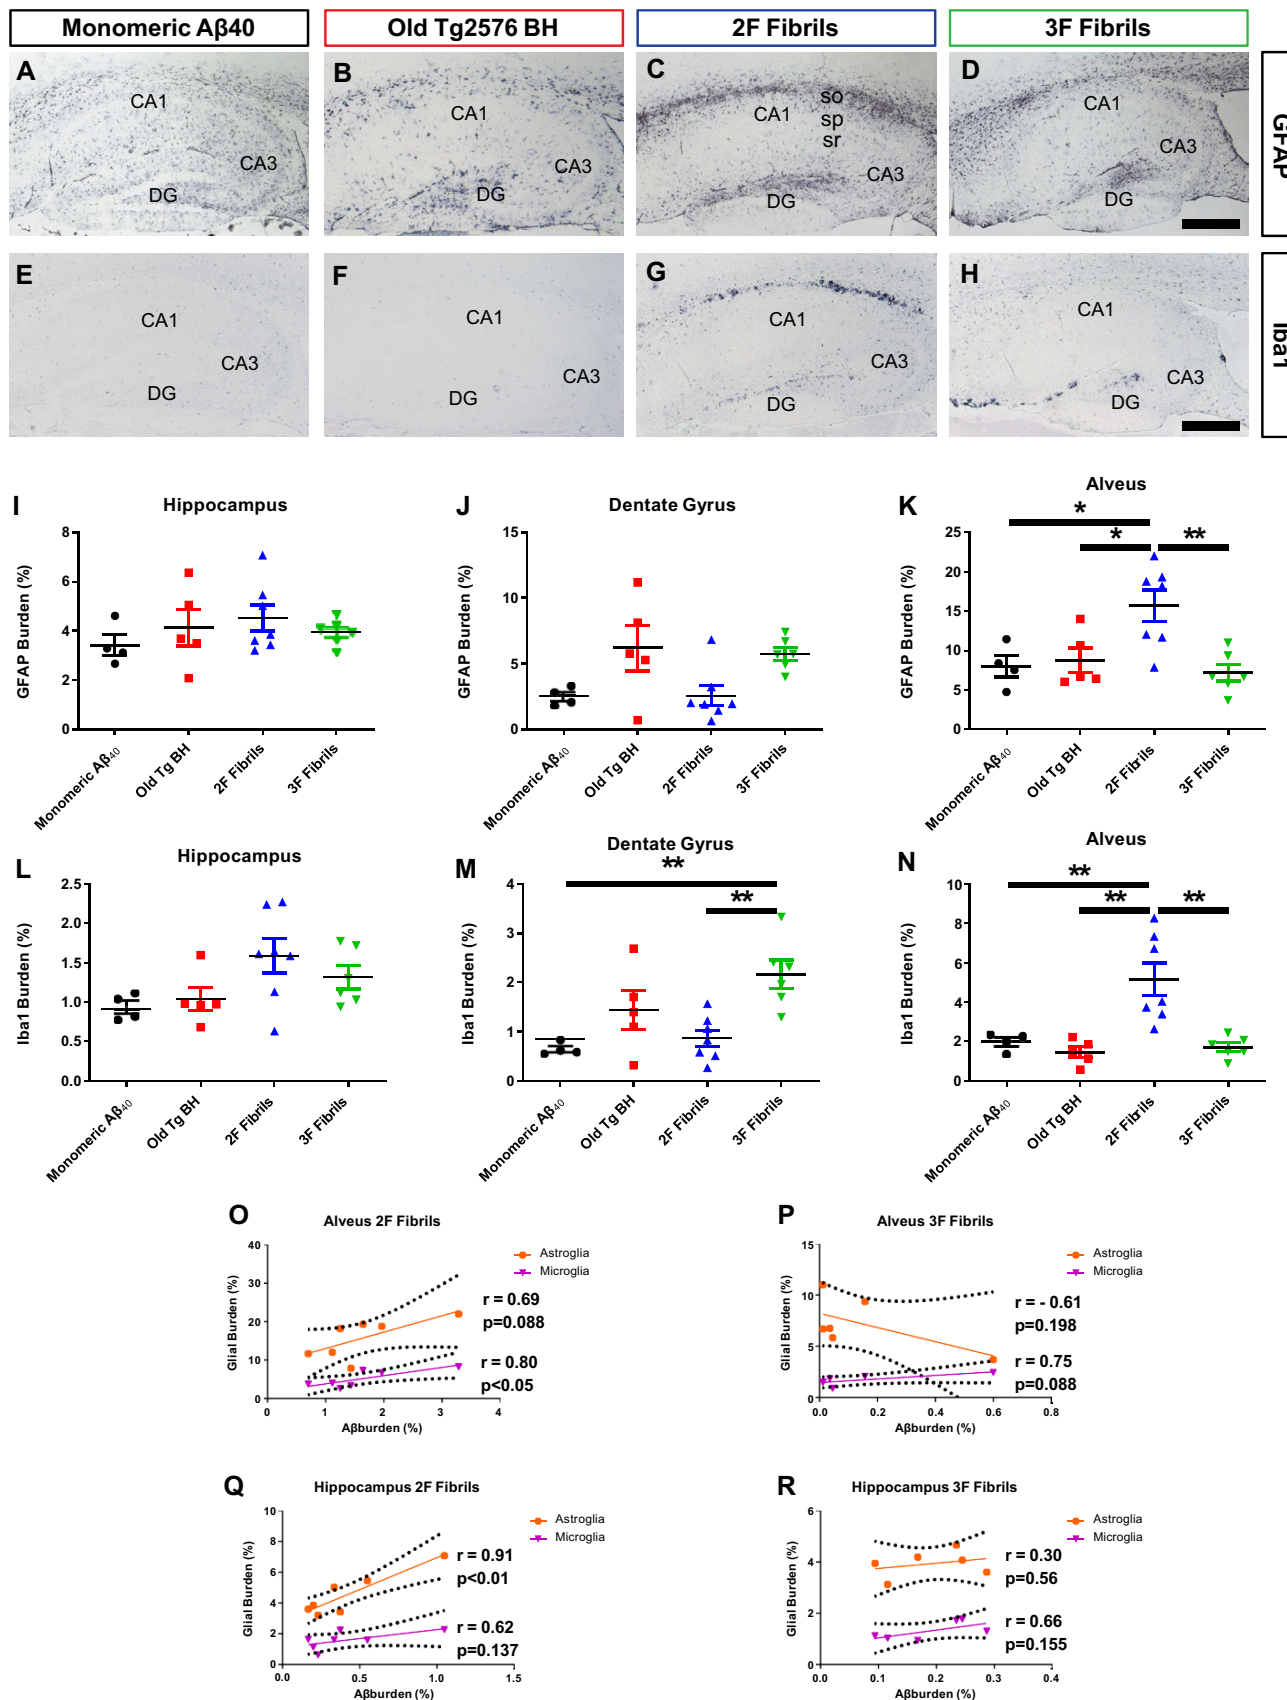 Monomeric Aβ40
Old Tg2576 BH
2F Fibrils
3F Fibrils
A
CA1
CA3
DG
B
CA1
CA3
DG
C
so
CA1
sp
sr
CA3
DG
D
CA1
CA3
DG
GFAP
E
CA1
CA3
DG
F
CA1
CA3
DG
G
CA1
CA3
DG
H
CA1
CA3
DG
Iba1
I
Hippocampus
GFAP Burden (%)
8
6
4
2
0
Monomeric Aβ40
Old Tg BH
2F Fibrils
3F Fibrils
J
Dentate Gyrus
GFAP Burden (%)
15
10
5
0
Monomeric Aβ40
Old Tg BH
2F Fibrils
3F Fibrils
K
Alveus
*
* **
GFAP Burden (%)
25
20
15
10
5
0
Monomeric Aβ40
Old Tg BH
2F Fibrils
3F Fibrils
L
Hippocampus
Iba1 Burden (%)
2.5
2.0
1.5
1.0
0.5
0.0
Monomeric Aβ40
Old Tg BH
2F Fibrils
3F Fibrils
M
Dentate Gyrus
**
**
Iba1 Burden (%)
4
3
2
1
0
Monomeric Aβ40
Old Tg BH
2F Fibrils
3F Fibrils
N
Alveus
**
** **
Iba1 Burden (%)
10
8
6
4
2
0
Monomeric Aβ40
Old Tg BH
2F Fibrils
3F Fibrils
O
Alveus 2F Fibrils
Glial Burden (%)
40
30
20
10
0
0 1 2 3 4
Aβburden (%)
Astroglia
Microglia
r = 0.69
p=0.088
r = 0.80
p<0.05
P
Alveus 3F Fibrils
Glial Burden (%)
15
10
5
0
0.0 0.2 0.4 0.6 0.8
Aβburden (%)
Astroglia
Microglia
r = - 0.61
p=0.198
r = 0.75
p=0.088
Q
Hippocampus 2F Fibrils
Glial Burden (%)
10
8
6
4
2
0
0.0 0.5 1.0 1.5
Aβburden (%)
Astroglia
Microglia
r = 0.91
p<0.01
r = 0.62
p=0.137
R
Hippocampus 3F Fibrils
Glial Burden (%)
6
4
2
0
0.0 0.1 0.2 0.3 0.4
Aβburden (%)
Astroglia
Microglia
r = 0.30
p=0.56
r = 0.66
p=0.155